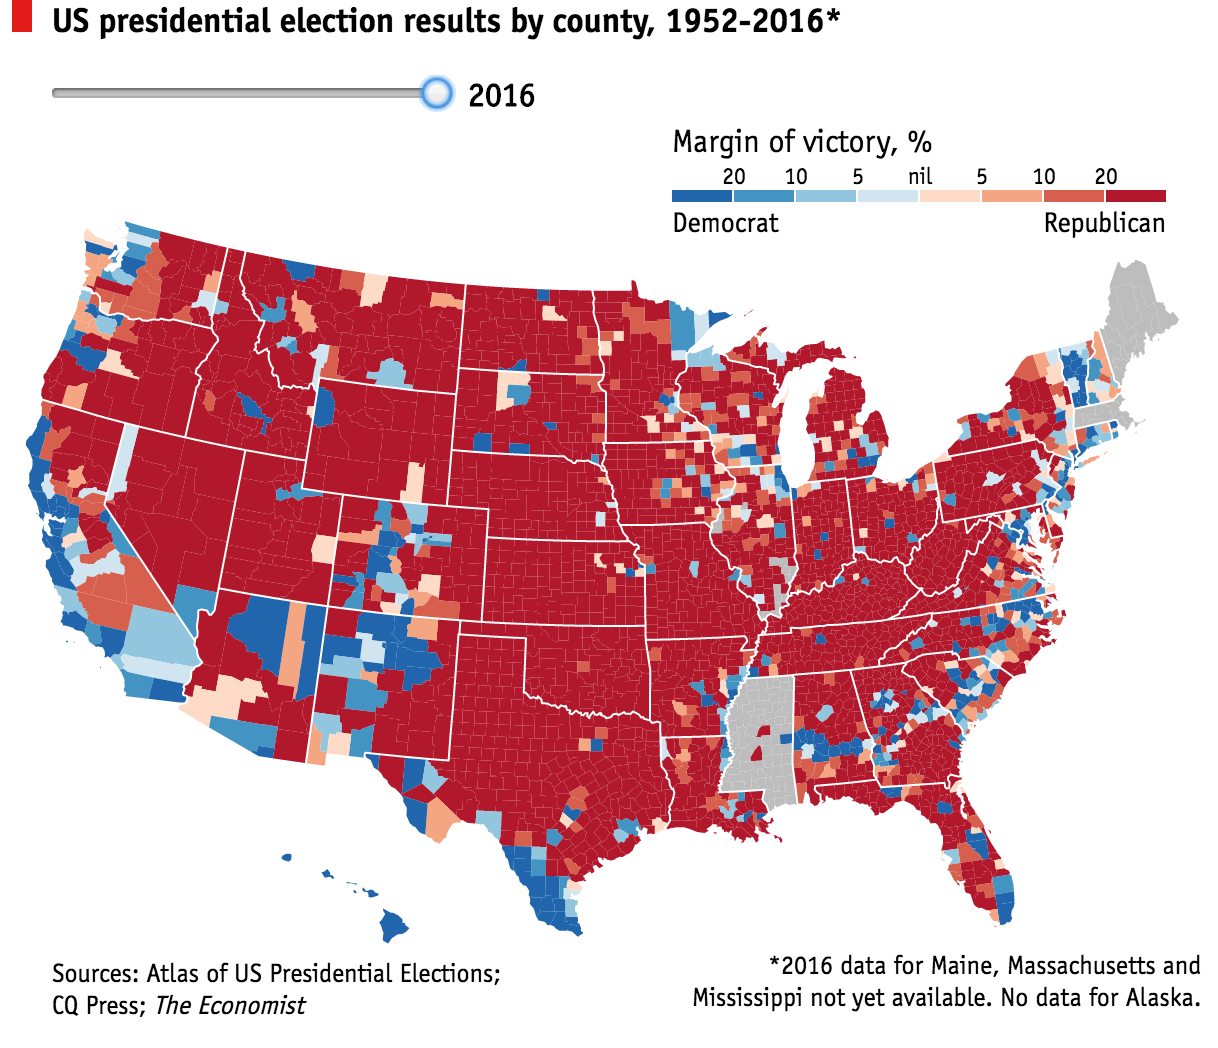 US presidential election results by county, 1952-2016*
2016
Margin of victory, %
20 10 5 nil 5 10 20
Democrat Republican
Sources: Atlas of US Presidential Elections;
CQ Press; The Economist
*2016 data for Maine, Massachusetts and
Mississippi not yet available. No data for Alaska.